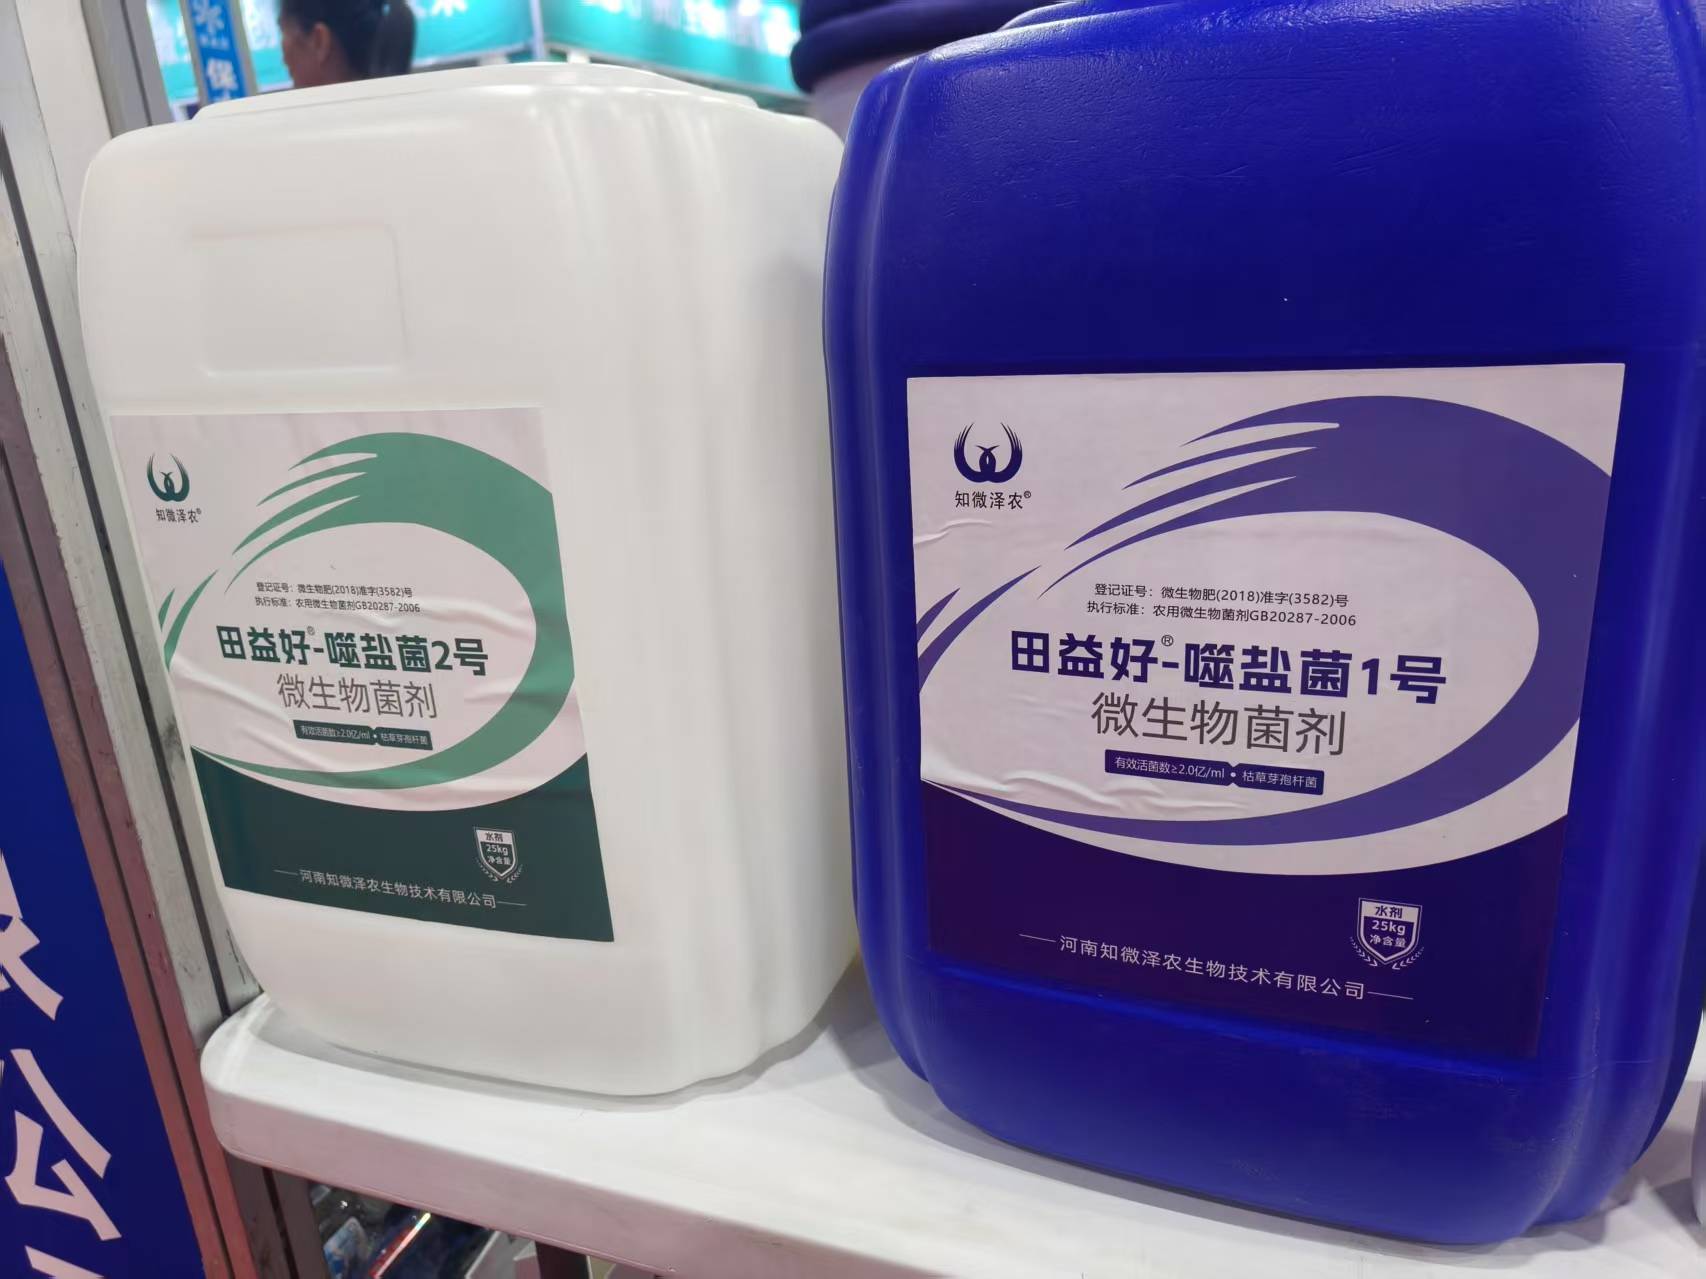 保
知微泽农®
登记证号：微生物肥(2018)准字(3582)号
执行标准：农用微生物菌剂GB20287-2006
田益好®-噬盐菌2号
微生物菌剂
有效活菌数≥2.0亿/ml • 枯草芽孢杆菌
水剂
25kg
净含量
河南知微泽农生物技术有限公司
知微泽农®
登记证号：微生物肥(2018)准字(3582)号
执行标准：农用微生物菌剂GB20287-2006
田益好®-噬盐菌1号
微生物菌剂
有效活菌数≥2.0亿/ml • 枯草芽孢杆菌
水剂
25kg
净含量
河南知微泽农生物技术有限公司
公